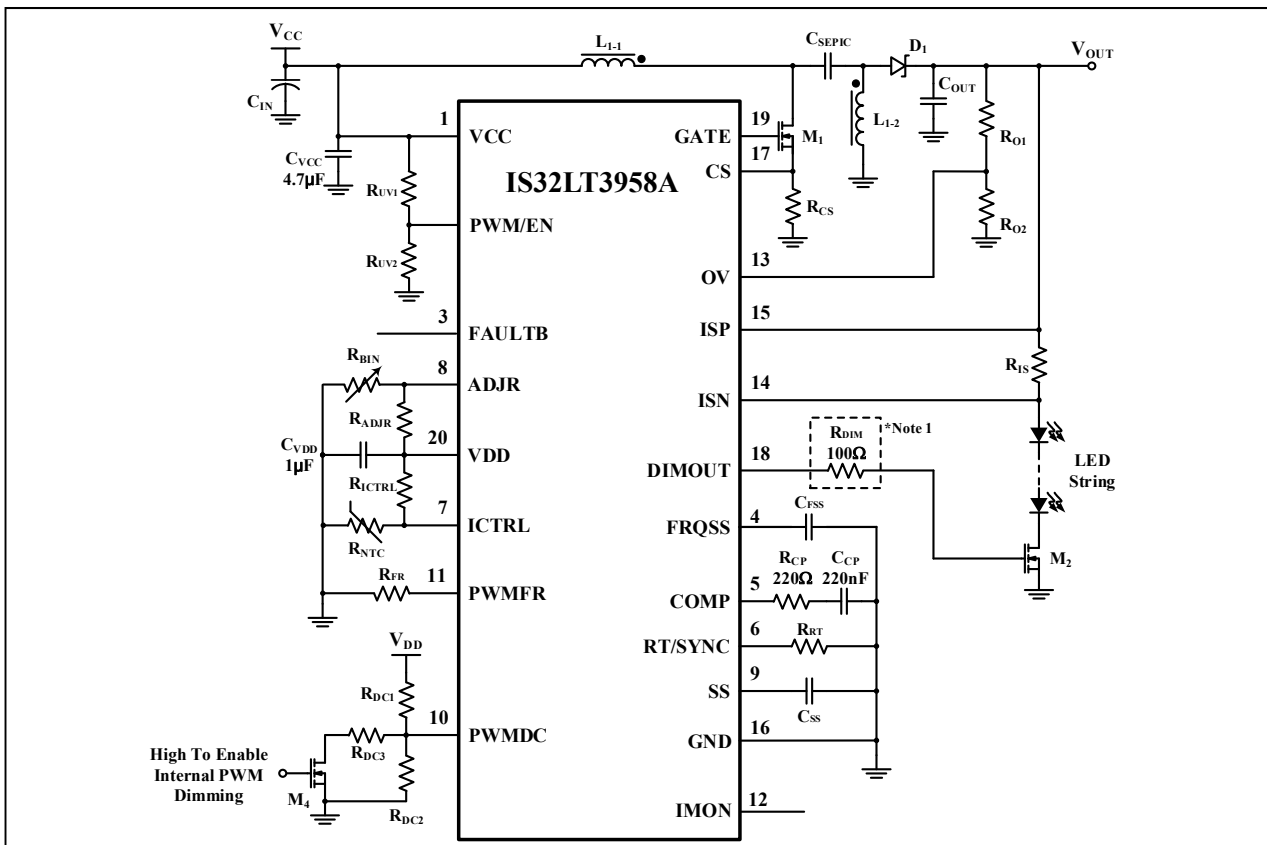 VCC
L1-1
CSEPIC
D1
VOUT
CIN
COUT
1
VCC
19
GATE
M1
L1-2
RO1
17
CS
CVCC
4.7µF
IS32LT3958A
RUV1
RCS
PWM/EN
RO2
RUV2
13
OV
3
FAULTB
15
ISP
RBIN
8
ADJR
RIS
14
ISN
RADJR
CVDD
1µF
20
VDD
RDIM
100Ω
*Note 1
18
DIMOUT
LED
String
RICTRL
7
ICTRL
CFSS
4
FRQSS
RNTC
RCP
220Ω
CCP
220nF
M2
RFR
11
PWMFR
5
COMP
VDD
6
RT/SYNC
RRT
RDC1
9
SS
CSS
10
PWMDC
16
GND
RDC3
High To Enable
Internal PWM
Dimming
M4
RDC2
12
IMON